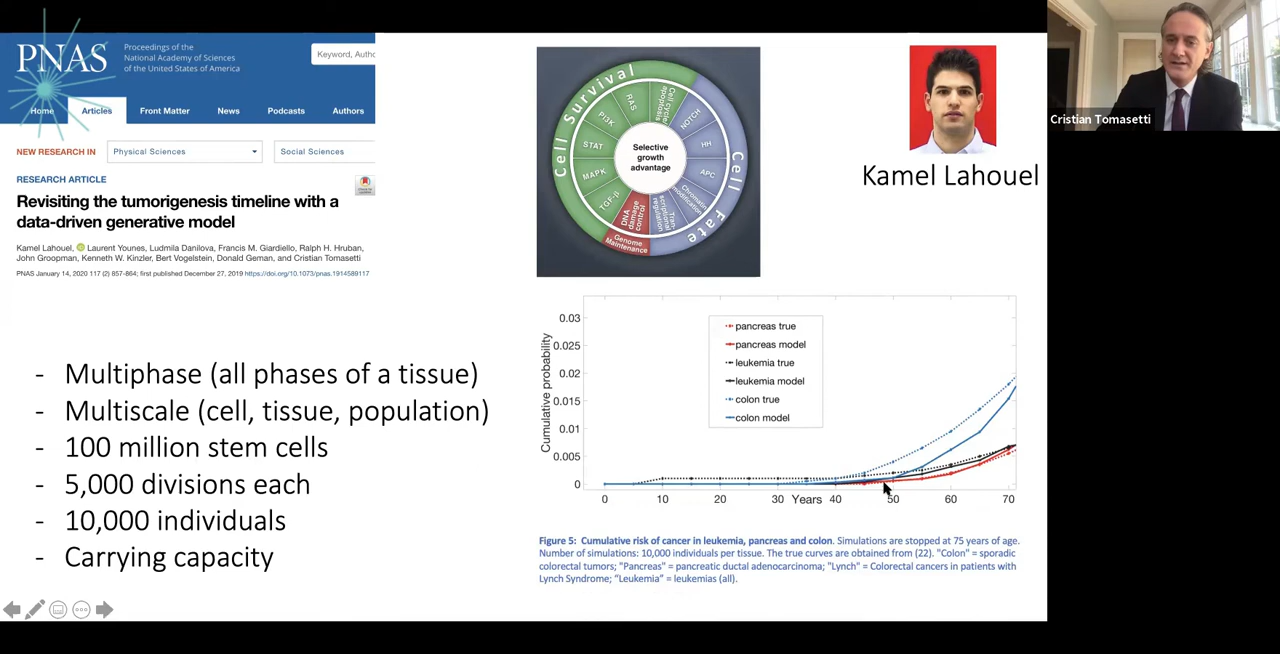 PNAS
Proceedings of the
National Academy of Sciences
of the United States of America
Keyword, Autho
Home
Articles
Front Matter
News
Podcasts
Authors
NEW RESEARCH IN
Physical Sciences
Social Sciences
RESEARCH ARTICLE
Revisiting the tumorigenesis timeline with a
data-driven generative model
Kamel Lahouel, Laurent Younes, Ludmila Danilova, Francis M. Giardiello, Ralph H. Hruban,
John Groopman, Kenneth W. Kinzler, Bert Vogelstein, Donald Geman, and Cristian Tomasetti
PNAS January 14, 2020 117 (2) 857-864; first published December 27, 2019 https://doi.org/10.1073/pnas.1914589117
- Multiphase (all phases of a tissue)
- Multiscale (cell, tissue, population)
- 100 million stem cells
- 5,000 divisions each
- 10,000 individuals
- Carrying capacity
Cell Survival
Cell Fate
Genome
Maintenance
Selective
growth
advantage
Cell cycle/
apoptosis
RAS
PI3K
STAT
MAPK
TGF-β
DNA
damage
control
Tran-
scriptional
regulation
Chromatin
modification
APC
HH
NOTCH
Kamel Lahouel
Cristian Tomasetti
Cumulative probability
0.03
0.025
0.02
0.015
0.01
0.005
0
pancreas true
pancreas model
leukemia true
leukemia model
colon true
colon model
0 10 20 30 Years 40 50 60 70
Figure 5: Cumulative risk of cancer in leukemia, pancreas and colon. Simulations are stopped at 75 years of age.
Number of simulations: 10,000 individuals per tissue. The true curves are obtained from (22). "Colon" = sporadic
colorectal tumors; "Pancreas" = pancreatic ductal adenocarcinoma; "Lynch" = Colorectal cancers in patients with
Lynch Syndrome; "Leukemia" = leukemias (all).